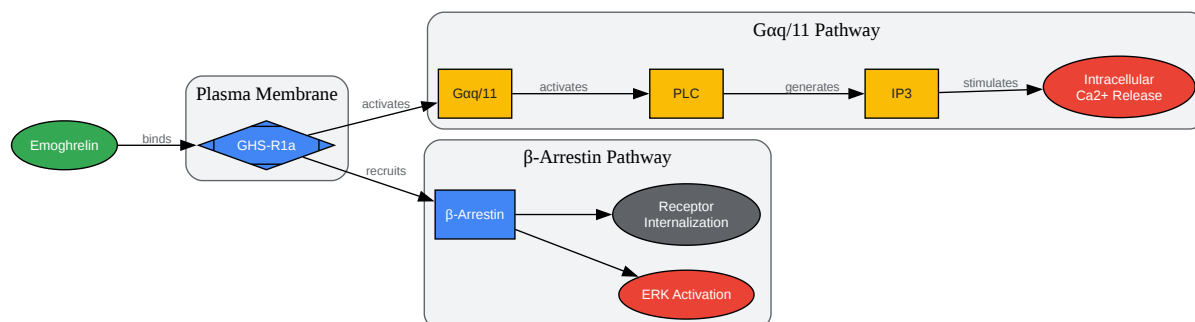 Gαq/11 Pathway
Plasma Membrane
Emoghrelin
binds
GHS-R1a
activates
Gαq/11
activates
PLC
generates
IP3
stimulates
Intracellular
Ca2+ Release
recruits
β-Arrestin Pathway
β-Arrestin
Receptor
Internalization
ERK Activation